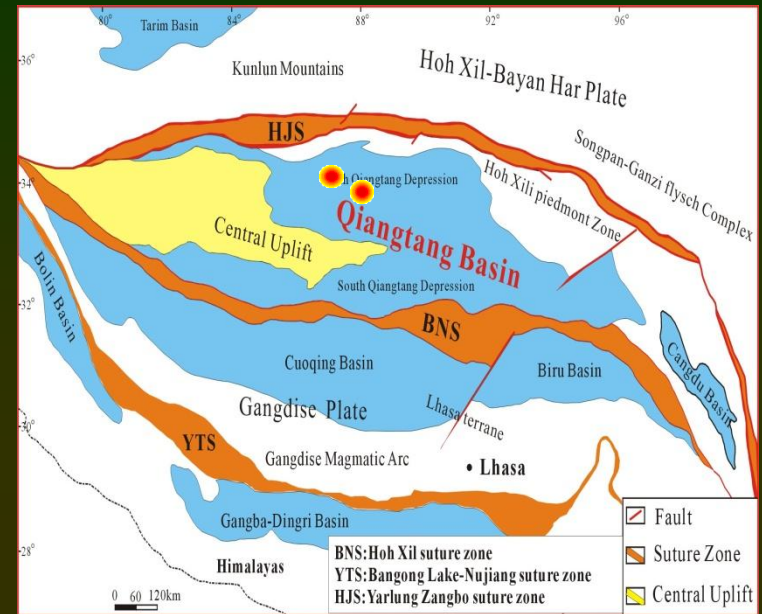 80°
84°
88°
92°
96°
Tarim Basin
36°
Kunlun Mountains
Hoh Xil-Bayan Har Plate
HJS
Songpan-Ganzi flysch Complex
Hoh Xili piedmont Zone
34°
h Qiangtang Depression
Qiangtang Basin
Central Uplift
South Qiangtang Depression
32°
Bolin Basin
BNS
Cuoqing Basin
Biru Basin
Cangdu Basin
Gangdise Plate
Lhasa terrane
30°
YTS
Gangdise Magmatic Arc
Lhasa
Gangba-Dingri Basin
28°
Himalayas
0 60 120km
BNS:Hoh Xil suture zone
YTS:Bangong Lake-Nujiang suture zone
HJS:Yarlung Zangbo suture zone
Fault
Suture Zone
Central Uplift